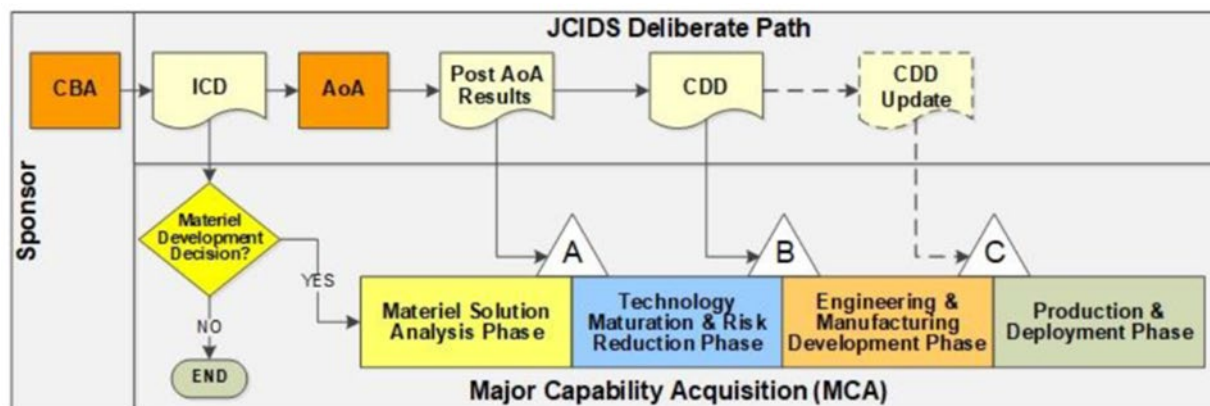 JCIDS Deliberate Path
CBA
ICD
AoA
Post AoA
Results
CDD
CDD
Update
Sponsor
Materiel
Development
Decision?
YES
NO
END
A
B
C
Materiel Solution
Analysis Phase
Technology
Maturation & Risk
Reduction Phase
Engineering &
Manufacturing
Development Phase
Production &
Deployment Phase
Major Capability Acquisition (MCA)